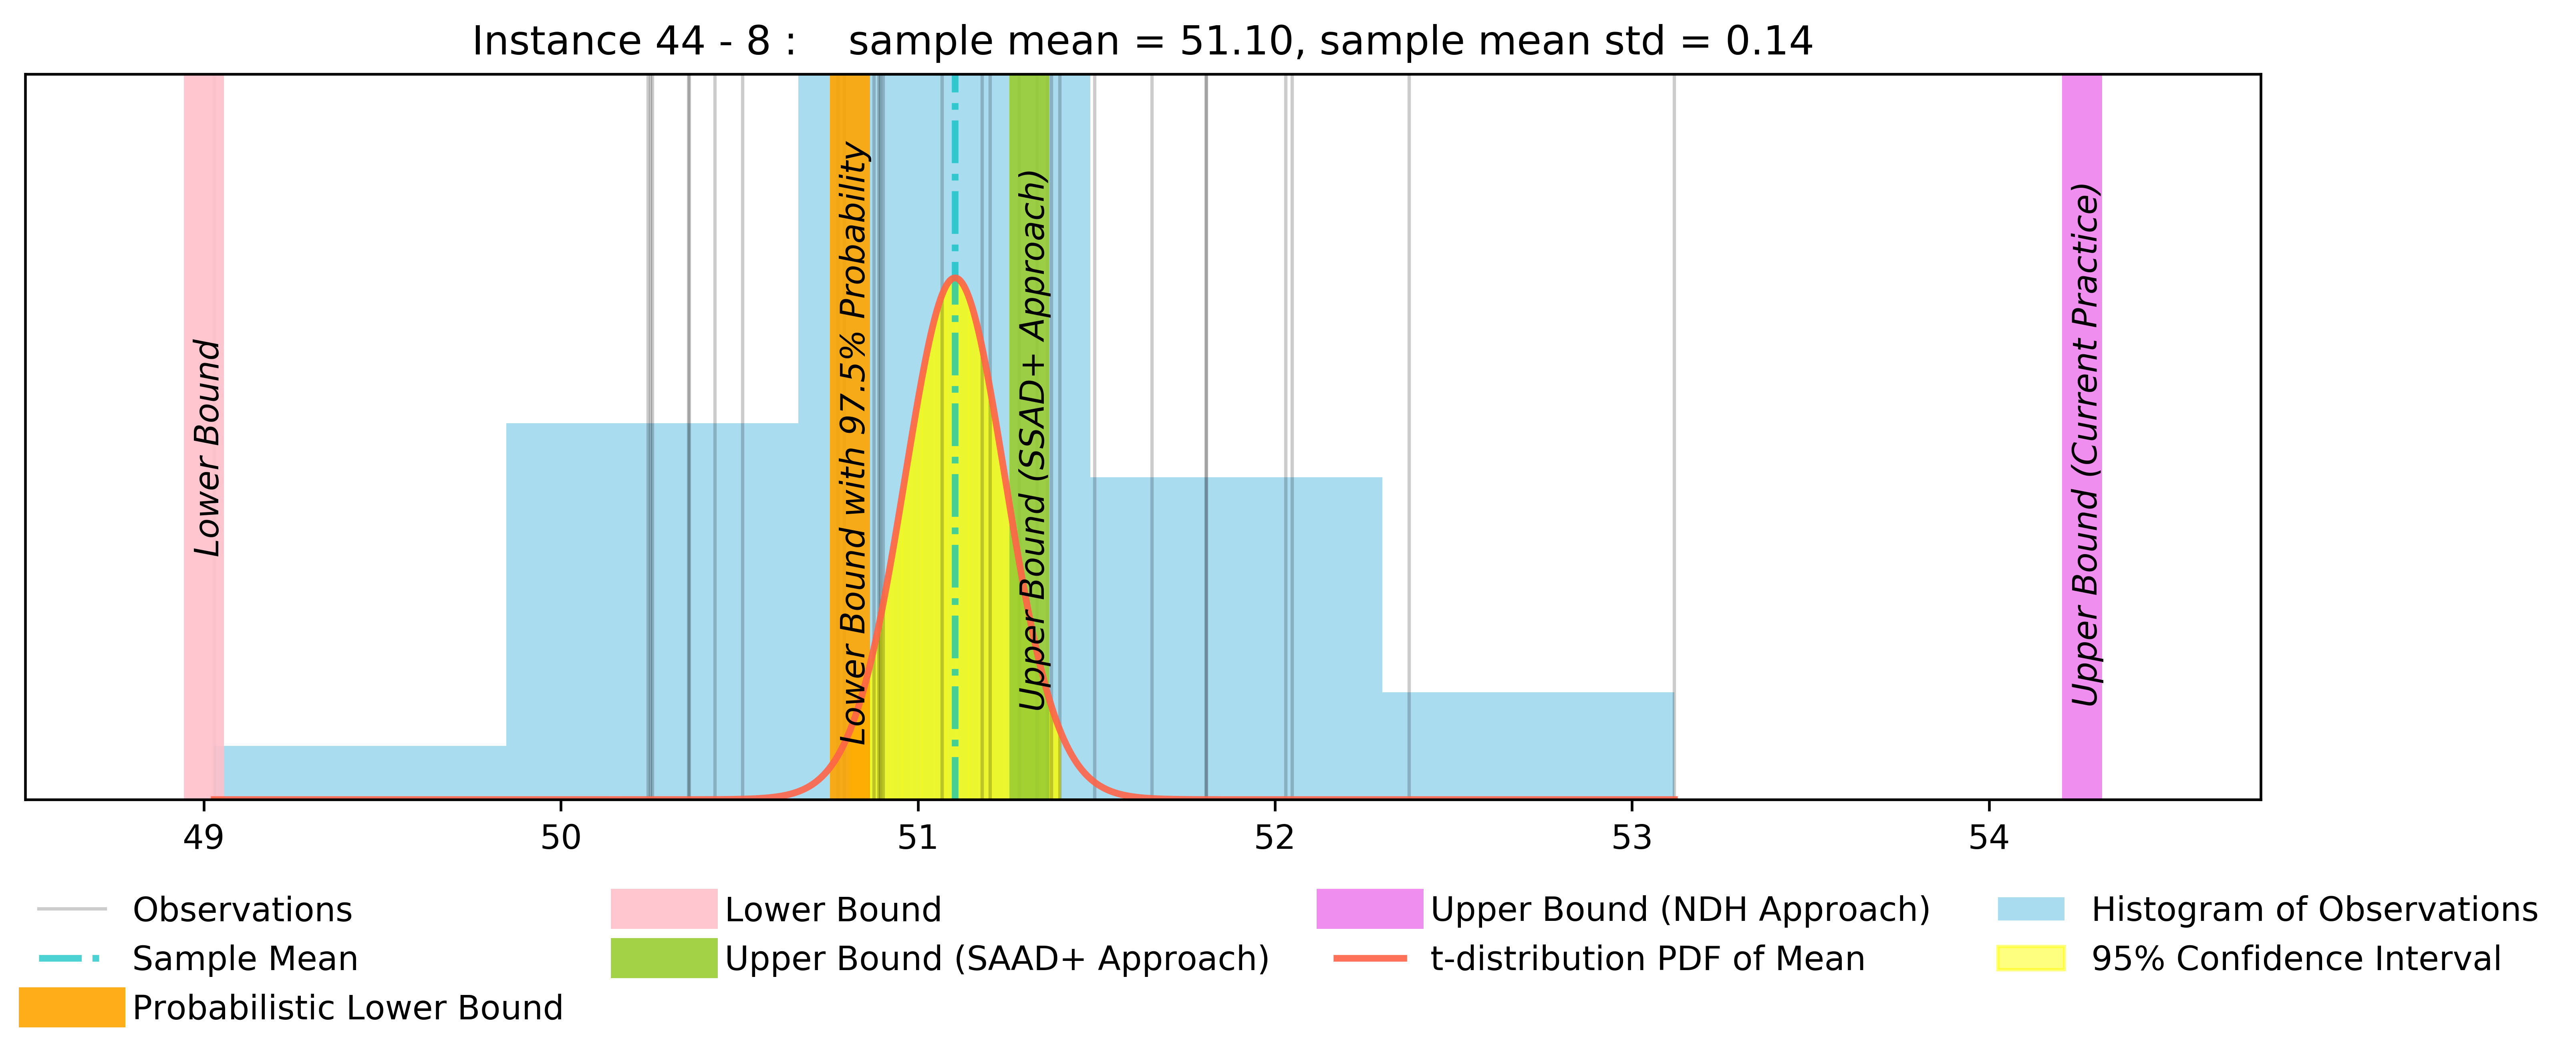 Instance 44 - 8 :    sample mean = 51.10, sample mean std = 0.14
Lower Bound
Lower Bound with 97.5% Probability
Upper Bound (SSAD+ Approach)
Upper Bound (Current Practice)
49 50 51 52 53 54
Observations
Sample Mean
Probabilistic Lower Bound
Lower Bound
Upper Bound (SAAD+ Approach)
Upper Bound (NDH Approach)
t-distribution PDF of Mean
Histogram of Observations
95% Confidence Interval